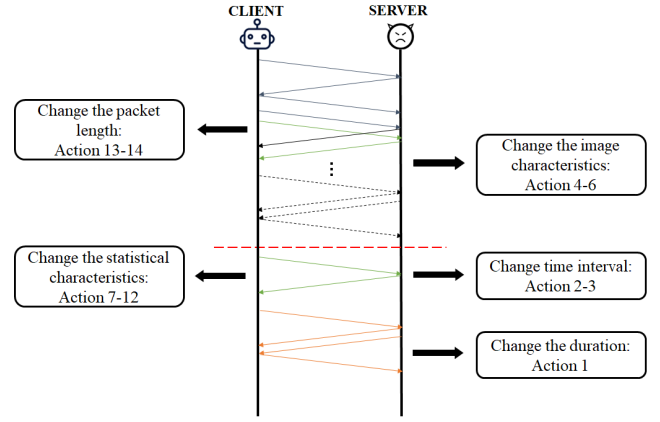 CLIENT
SERVER
Change the packet
length:
Action 13-14
Change the image
characteristics:
Action 4-6
Change the statistical
characteristics:
Action 7-12
Change time interval:
Action 2-3
Change the duration:
Action 1